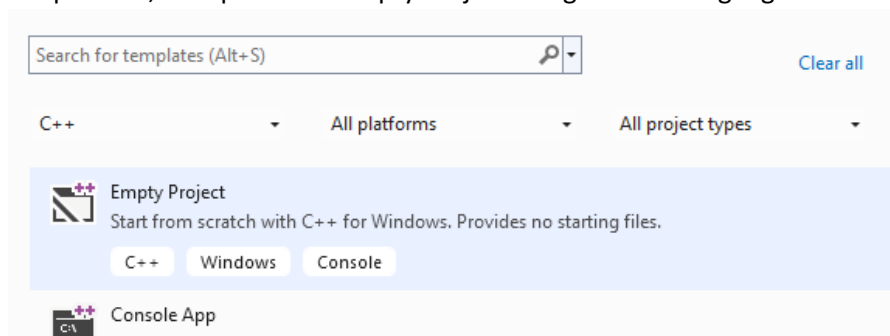 Search for templates (Alt+S)
Clear all
C++ All platforms All project types
Empty Project
Start from scratch with C++ for Windows. Provides no starting files.
C++ Windows Console
Console App
C:\